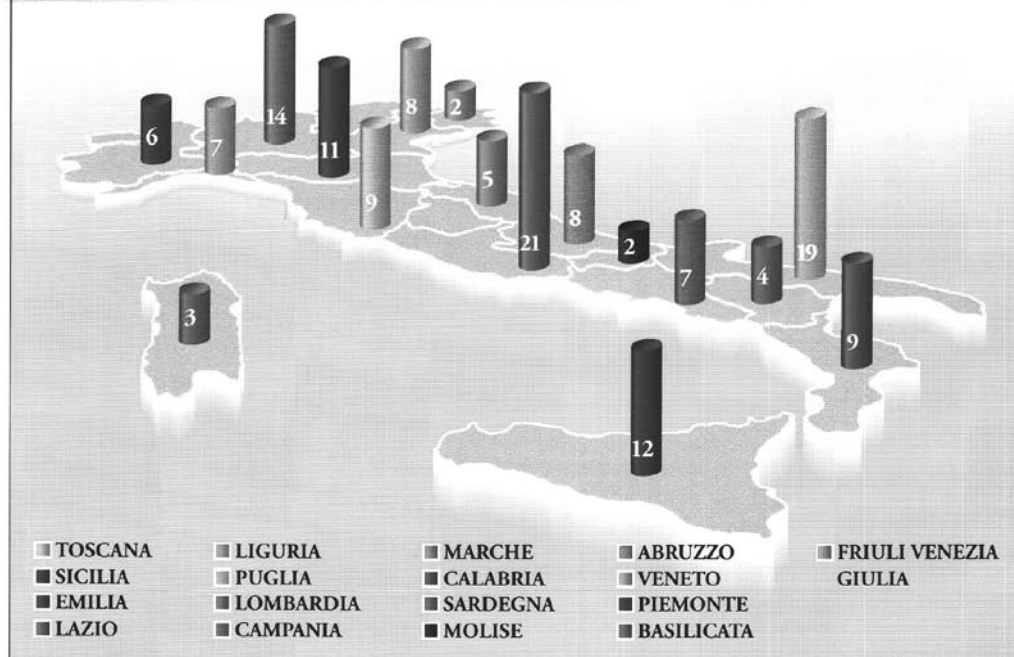 14
8
2
6
7
11
5
9
8
21
2
7
4
19
9
3
12
TOSCANA
SICILIA
EMILIA
LAZIO
LIGURIA
PUGLIA
LOMBARDIA
CAMPANIA
MARCHE
CALABRIA
SARDEGNA
MOLISE
ABRUZZO
VENETO
PIEMONTE
BASILICATA
FRIULI VENEZIA
GIULIA